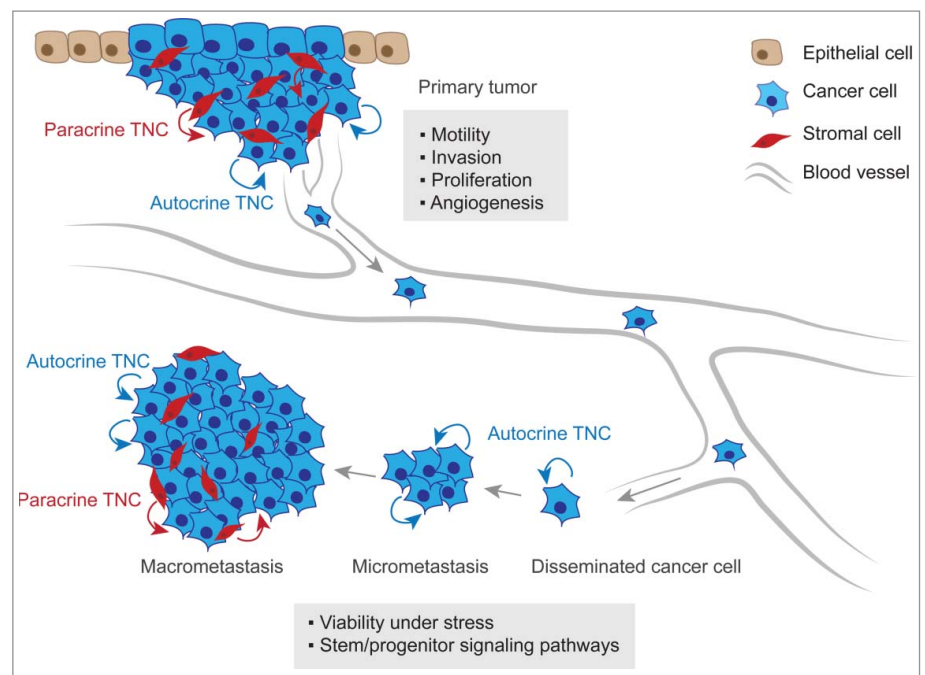 Epithelial cell
Cancer cell
Stromal cell
Blood vessel
Primary tumor
▪ Motility
▪ Invasion
▪ Proliferation
▪ Angiogenesis
Paracrine TNC
Autocrine TNC
Autocrine TNC
Paracrine TNC
Autocrine TNC
Macrometastasis
Micrometastasis
Disseminated cancer cell
▪ Viability under stress
▪ Stem/progenitor signaling pathways